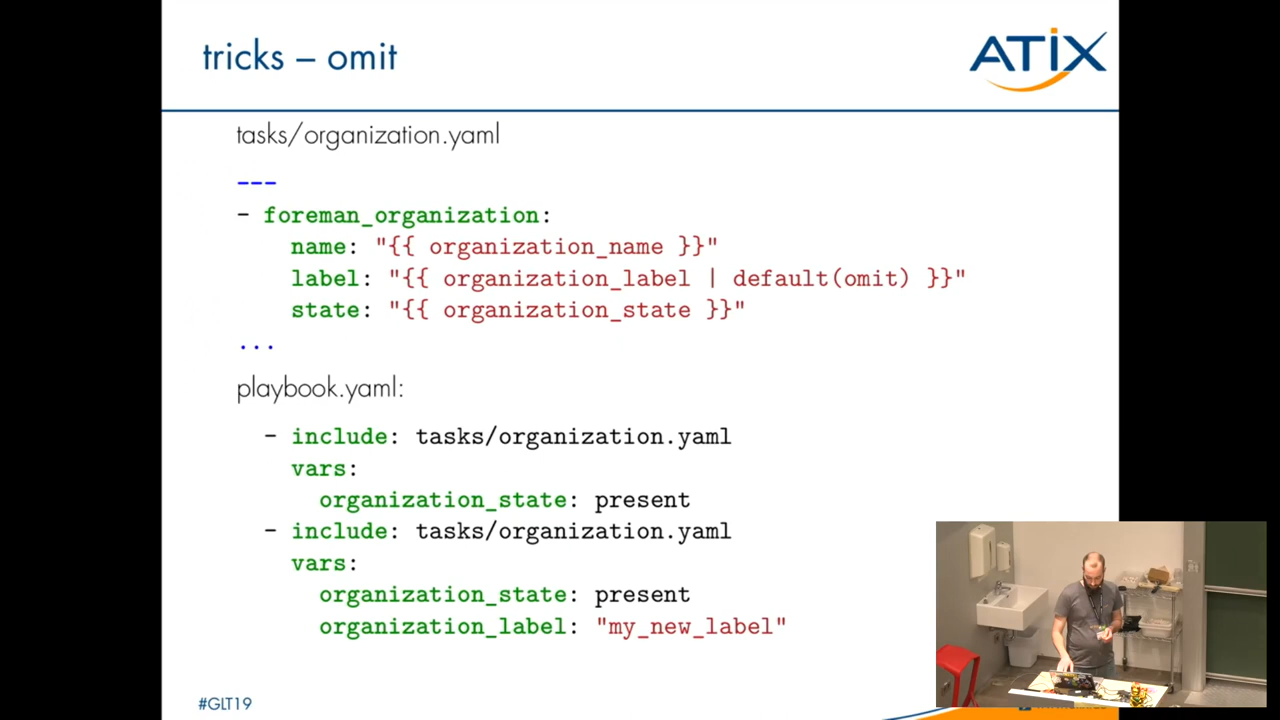 tricks – omit
ATIX
tasks/organization.yaml
---
- foreman_organization:
name: "{{ organization_name }}"
label: "{{ organization_label | default(omit) }}"
state: "{{ organization_state }}"
...
playbook.yaml:
- include: tasks/organization.yaml
vars:
organization_state: present
- include: tasks/organization.yaml
vars:
organization_state: present
organization_label: "my_new_label"
#GLT19